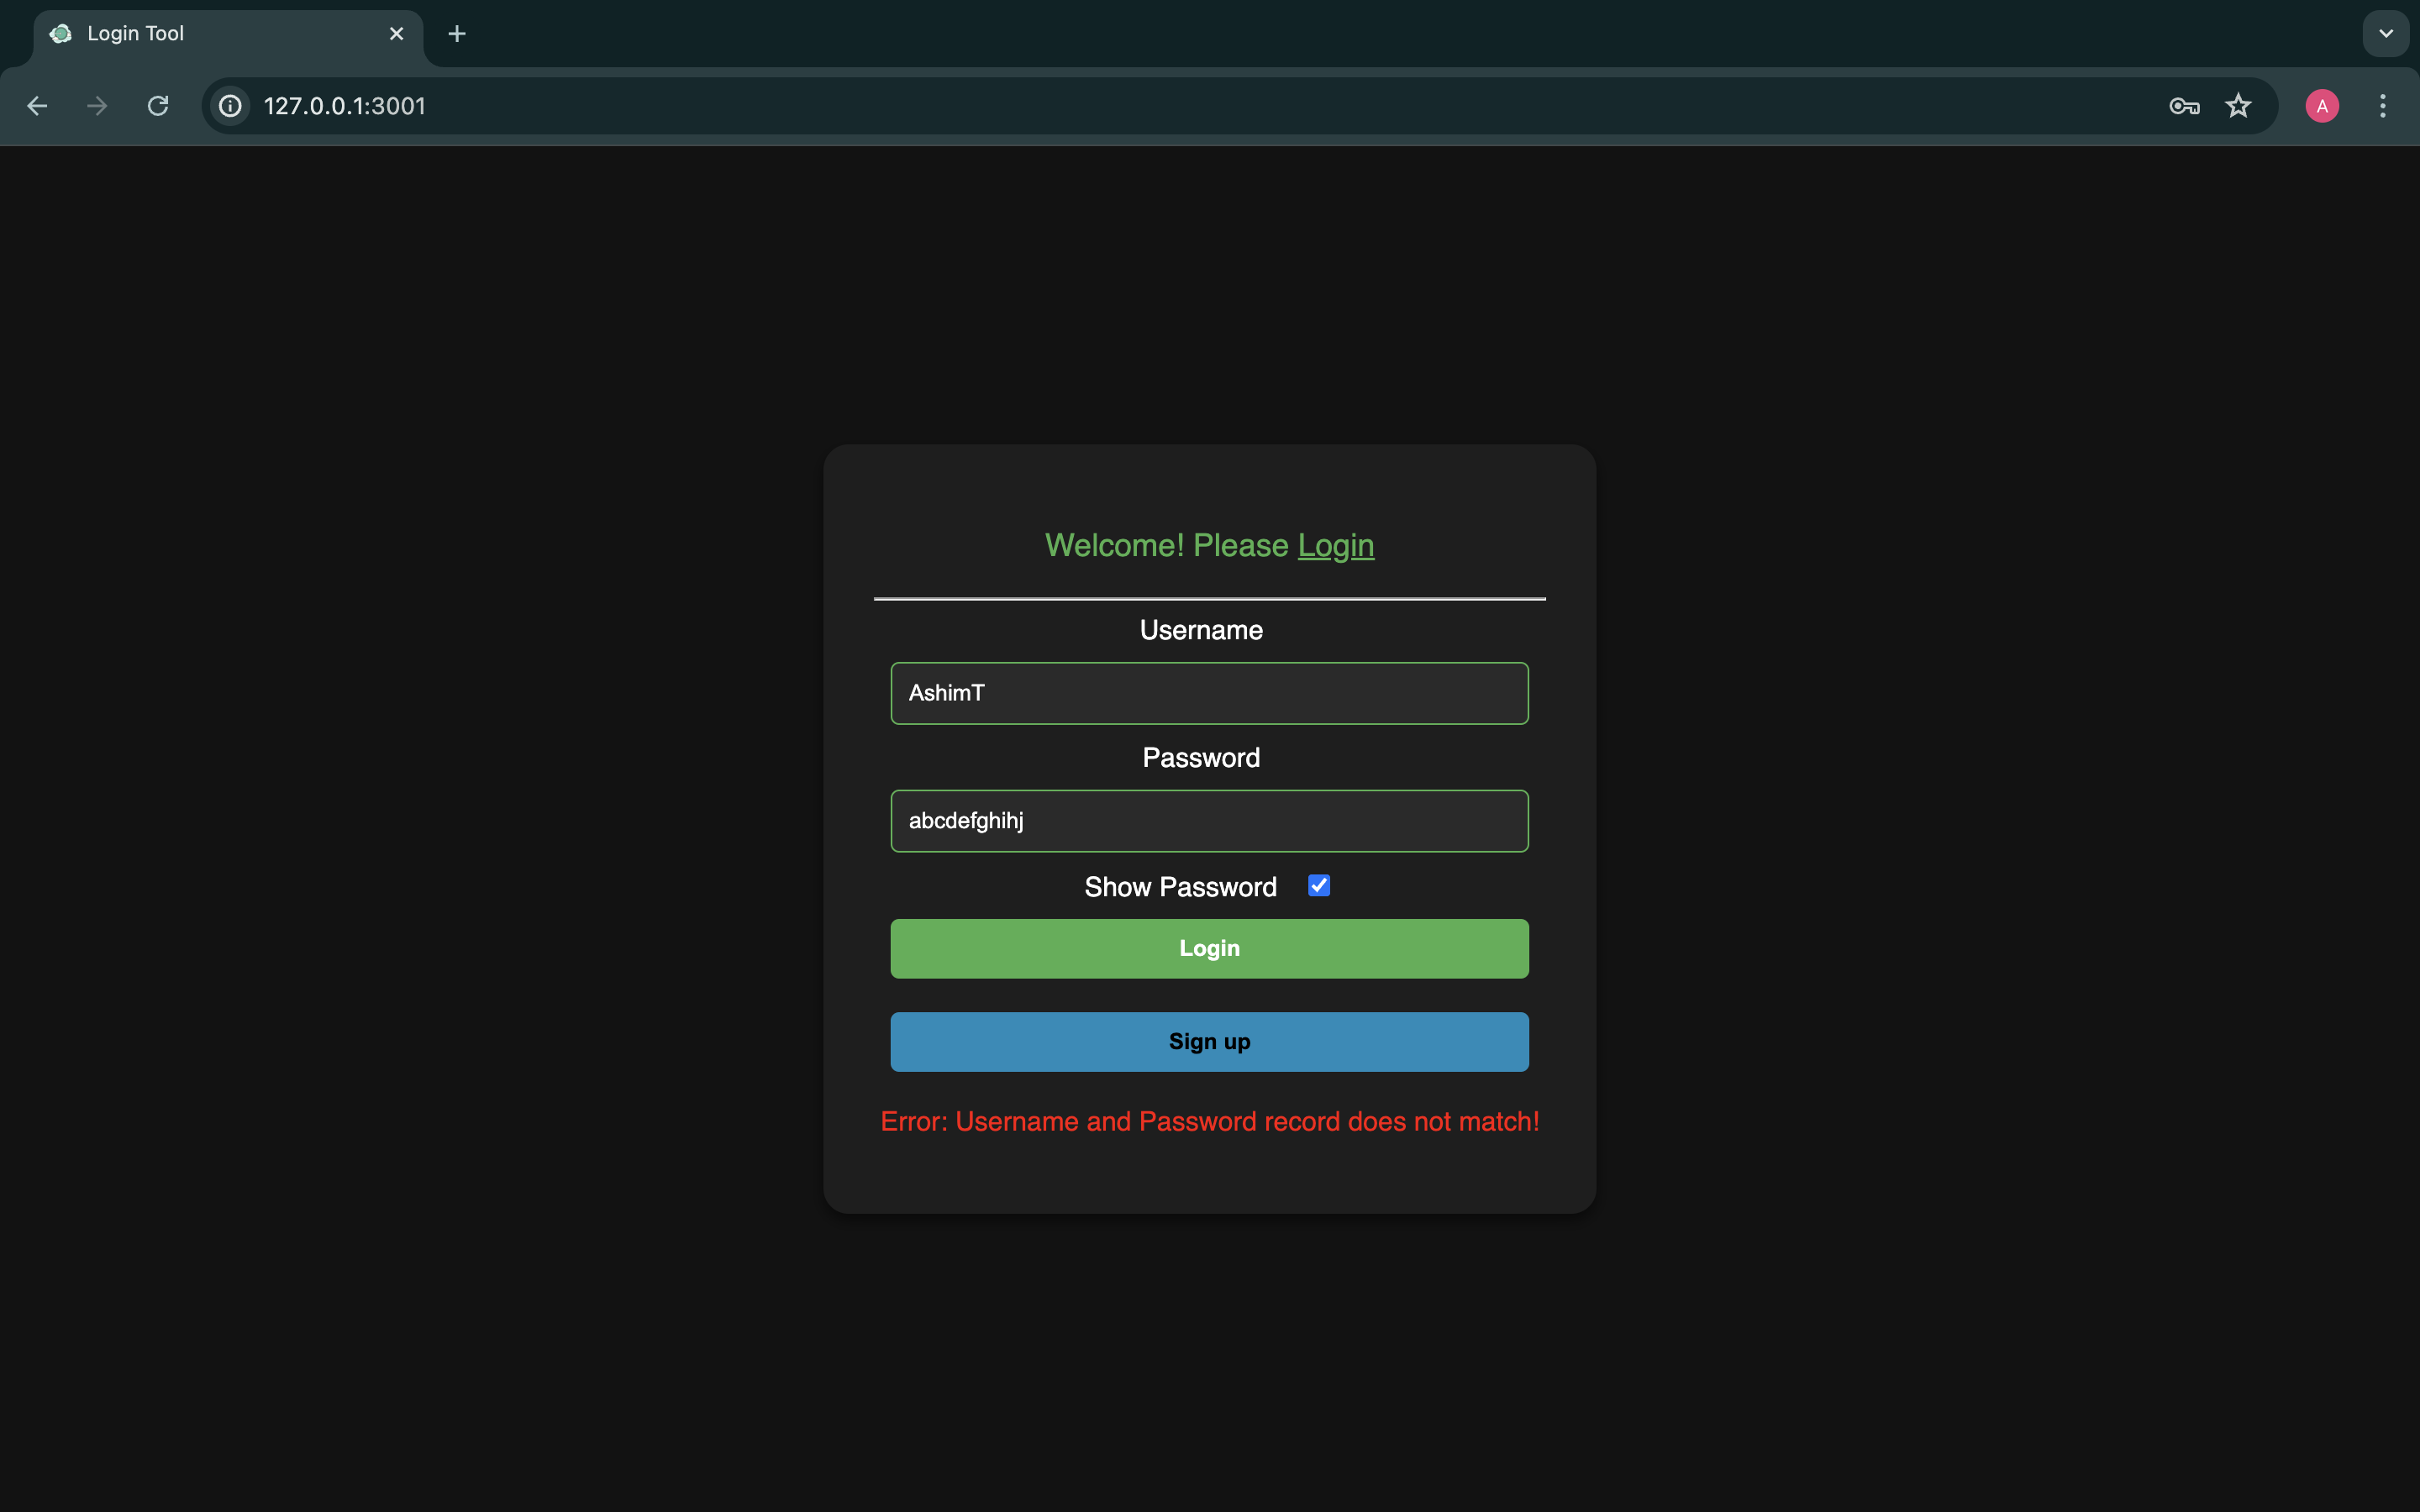 Login Tool
127.0.0.1:3001
A
Welcome! Please Login
Username
AshimT
Password
abcdefghihj
Show Password
Login
Sign up
Error: Username and Password record does not match!